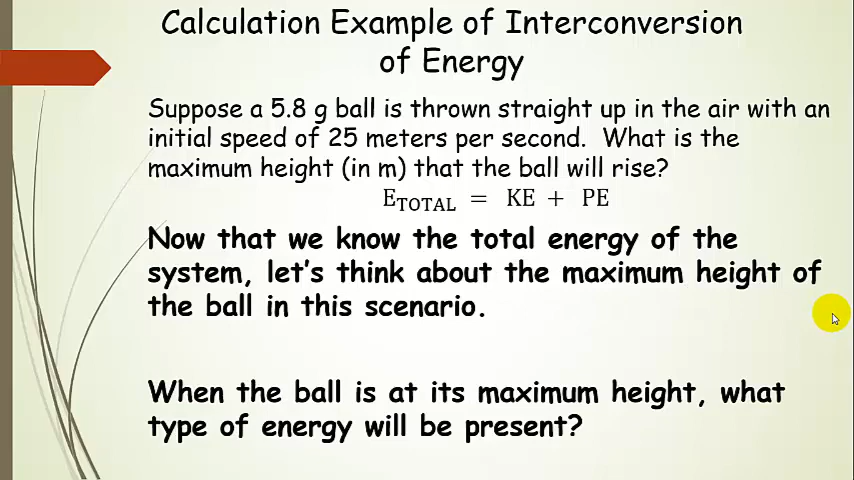 Calculation Example of Interconversion
of Energy
Suppose a 5.8 g ball is thrown straight up in the air with an
initial speed of 25 meters per second. What is the
maximum height (in m) that the ball will rise?
E_TOTAL = KE + PE
Now that we know the total energy of the
system, let's think about the maximum height of
the ball in this scenario.
When the ball is at its maximum height, what
type of energy will be present?